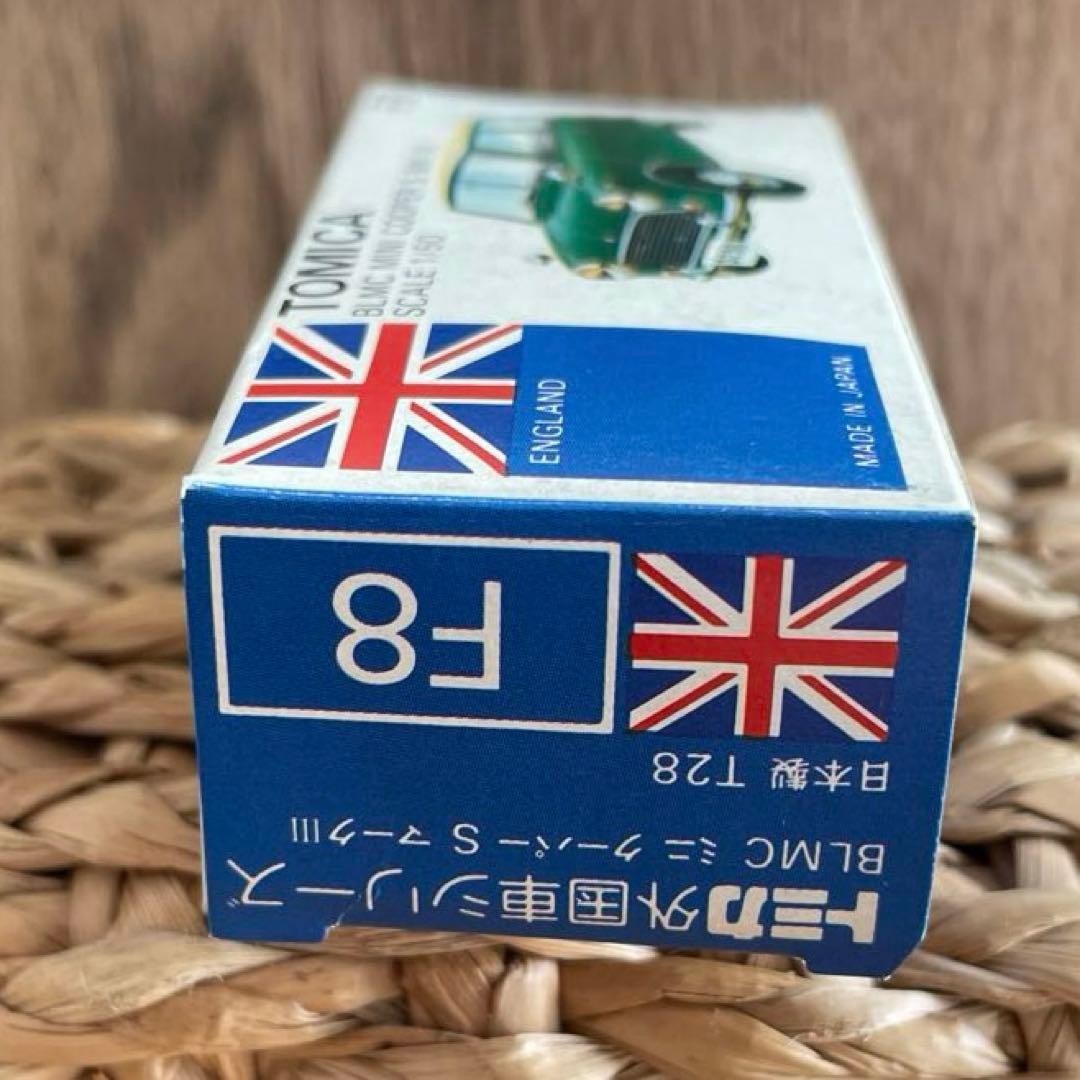 TOMICA
BLMC MINI COOPER S MARK III
SCALE 1/50
ENGLAND
MADE IN JAPAN
トミカ外国車シリーズ
BLMC ミニ クーパー S マークIII
日本製 T28
F8